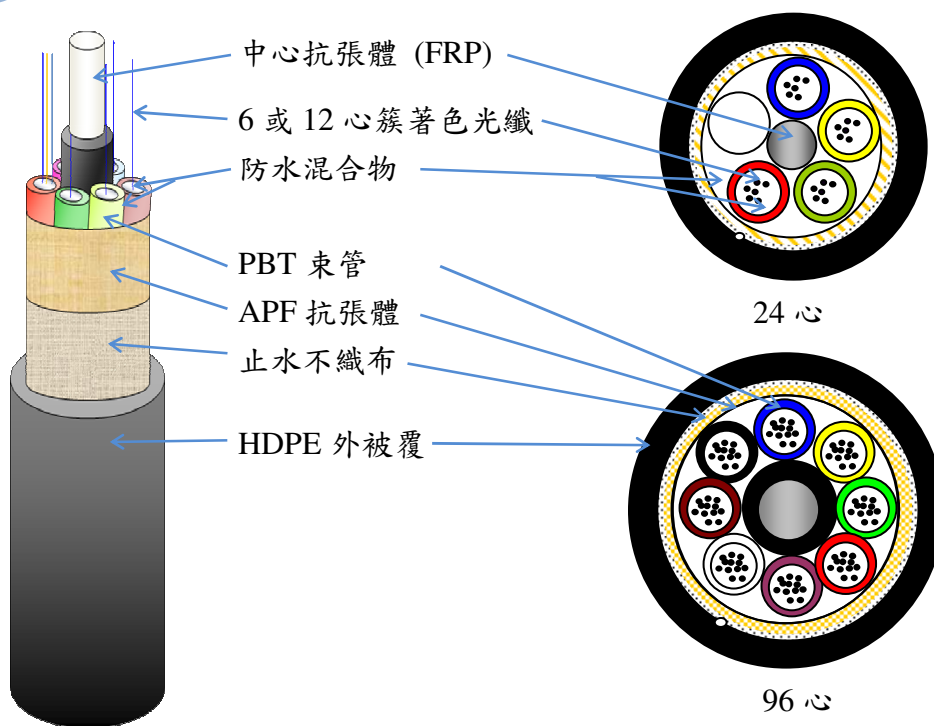 中心抗張體 (FRP)
6 或 12 心簇著色光纖
防水混合物
PBT 束管
APF 抗張體
止水不織布
HDPE 外被覆
24 心
96 心